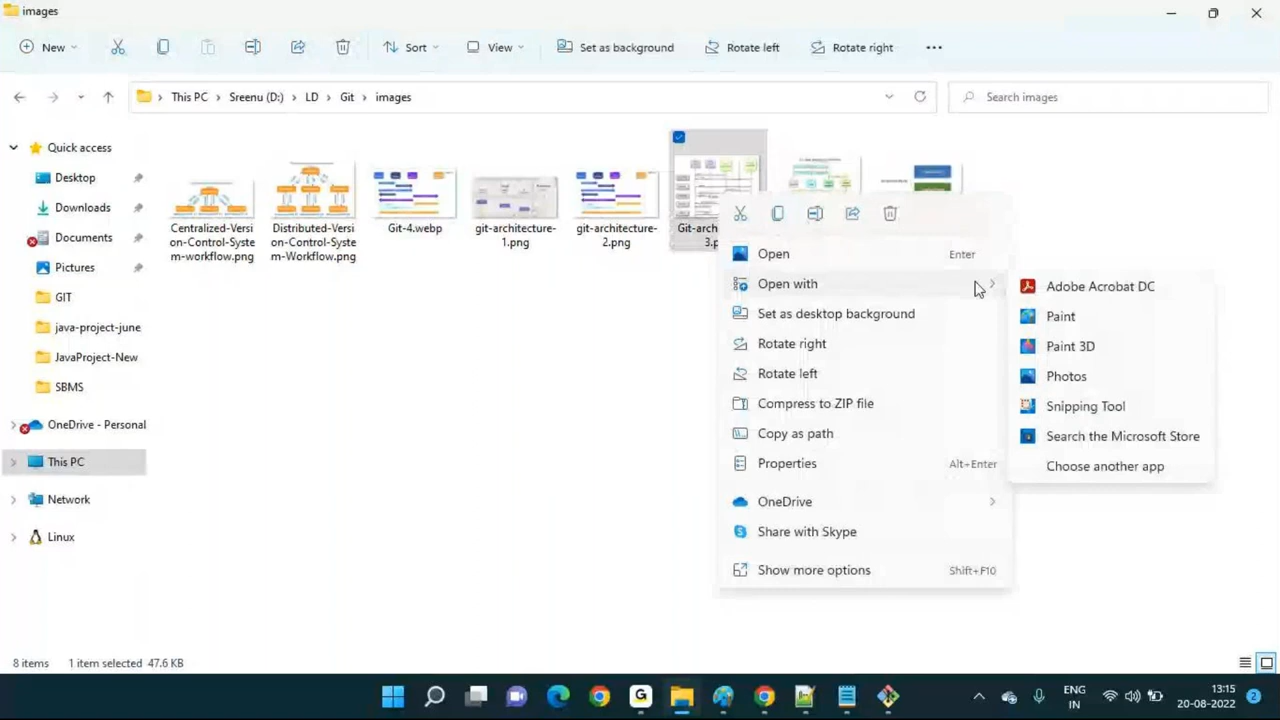 images
New
Sort
View
Set as background
Rotate left
Rotate right
This PC
Sreenu (D:)
LD
Git
images
Search images
Quick access
Desktop
Downloads
Documents
Pictures
GIT
java-project-june
JavaProject-New
SBMS
OneDrive - Personal
This PC
Network
Linux
Centralized-Versi
on-Control-Syste
m-workflow.png
Distributed-Versi
on-Control-Syste
m-Workflow.png
Git-4.webp
git-architecture-
1.png
git-architecture-
2.png
Git-arch
3.p
Open Enter
Open with
Set as desktop background
Rotate right
Rotate left
Compress to ZIP file
Copy as path
Properties Alt+Enter
OneDrive
Share with Skype
Show more options Shift+F10
Adobe Acrobat DC
Paint
Paint 3D
Photos
Snipping Tool
Search the Microsoft Store
Choose another app
8 items 1 item selected 47.6 KB
ENG
IN
13:15
20-08-2022
2